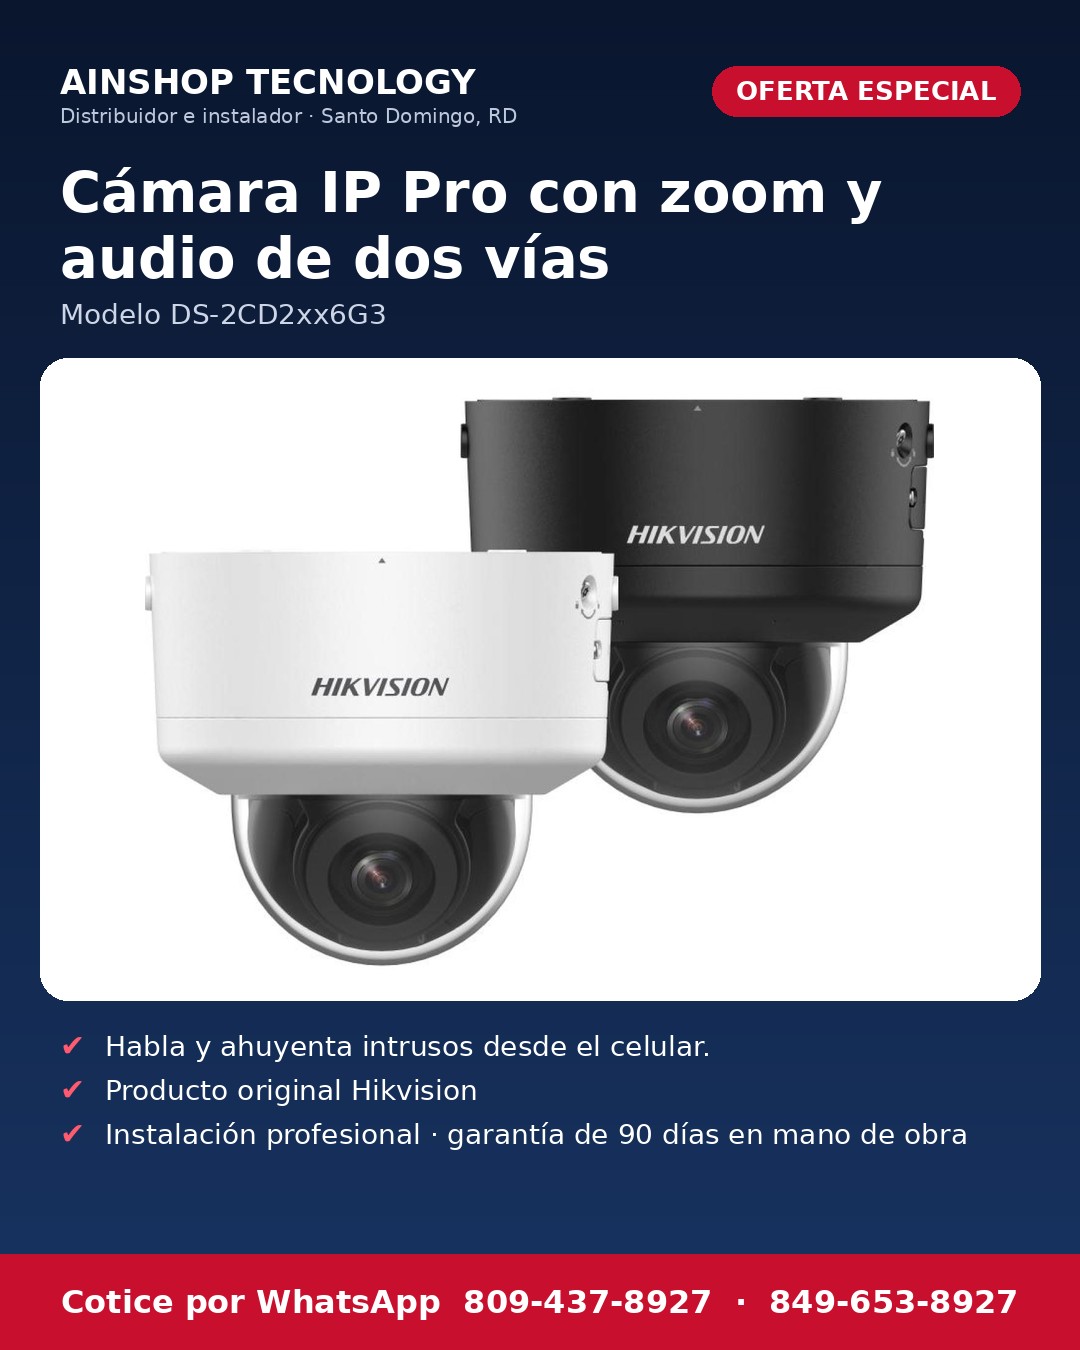 AINSHOP TECNOLOGY
Distribuidor e instalador · Santo Domingo, RD
OFERTA ESPECIAL
Cámara IP Pro con zoom y
audio de dos vías
Modelo DS-2CD2xx6G3
HIKVISION
HIKVISION
✔ Habla y ahuyenta intrusos desde el celular.
✔ Producto original Hikvision
✔ Instalación profesional · garantía de 90 días en mano de obra
Cotice por WhatsApp 809-437-8927 · 849-653-8927